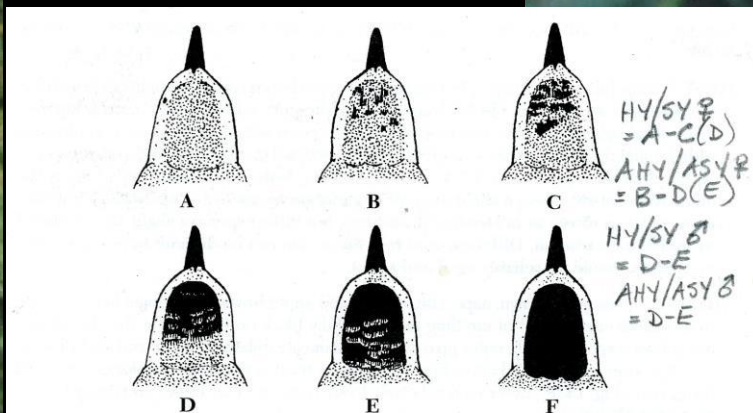 A
B
C
D
E
F
HY/SY ♀
= A-C(D)
AHY/ASY ♀
= B-D(E)
HY/SY ♂
= D-E
AHY/ASY ♂
= D-E